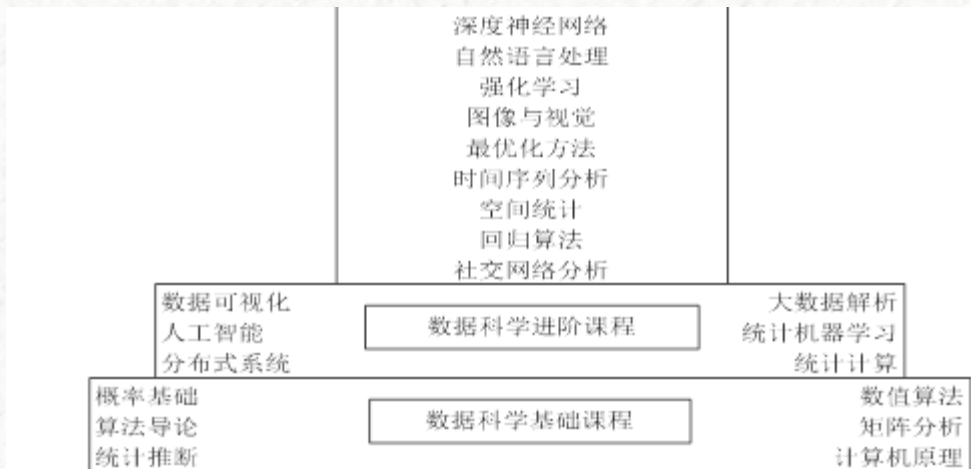 深度神经网络
自然语言处理
强化学习
图像与视觉
最优化方法
时间序列分析
空间统计
回归算法
社交网络分析
数据可视化
人工智能
分布式系统
数据科学进阶课程
大数据解析
统计机器学习
统计计算
概率基础
算法导论
统计推断
数据科学基础课程
数值算法
矩阵分析
计算机原理